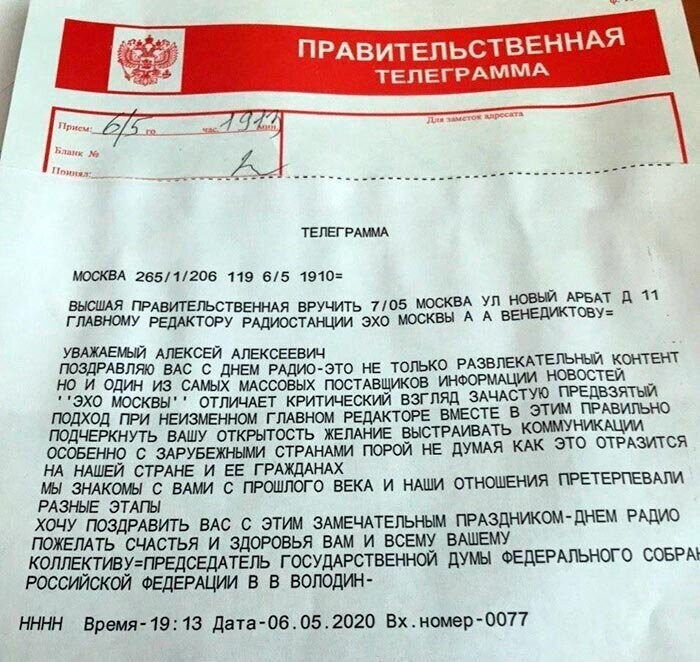 ПРАВИТЕЛЬСТВЕННАЯ
ТЕЛЕГРАММА
Прием: 6/5 го час. 1913 мин.
Для заметок адресата
Бланк №
Принял:
ТЕЛЕГРАММА
МОСКВА 265/1/206 119 6/5 1910=
ВЫСШАЯ ПРАВИТЕЛЬСТВЕННАЯ ВРУЧИТЬ 7/05 МОСКВА УЛ НОВЫЙ АРБАТ Д 11
ГЛАВНОМУ РЕДАКТОРУ РАДИОСТАНЦИИ ЭХО МОСКВЫ А А ВЕНЕДИКТОВУ=
УВАЖАЕМЫЙ АЛЕКСЕЙ АЛЕКСЕЕВИЧ
ПОЗДРАВЛЯЮ ВАС С ДНЕМ РАДИО-ЭТО НЕ ТОЛЬКО РАЗВЛЕКАТЕЛЬНЫЙ КОНТЕНТ
НО И ОДИН ИЗ САМЫХ МАССОВЫХ ПОСТАВЩИКОВ ИНФОРМАЦИИ НОВОСТЕЙ
''ЭХО МОСКВЫ'' ОТЛИЧАЕТ КРИТИЧЕСКИЙ ВЗГЛЯД ЗАЧАСТУЮ ПРЕДВЗЯТЫЙ
ПОДХОД ПРИ НЕИЗМЕННОМ ГЛАВНОМ РЕДАКТОРЕ ВМЕСТЕ В ЭТИМ ПРАВИЛЬНО
ПОДЧЕРКНУТЬ ВАШУ ОТКРЫТОСТЬ ЖЕЛАНИЕ ВЫСТРАИВАТЬ КОММУНИКАЦИИ
ОСОБЕННО С ЗАРУБЕЖНЫМИ СТРАНАМИ ПОРОЙ НЕ ДУМАЯ КАК ЭТО ОТРАЗИТСЯ
НА НАШЕЙ СТРАНЕ И ЕЕ ГРАЖДАНАХ
МЫ ЗНАКОМЫ С ВАМИ С ПРОШЛОГО ВЕКА И НАШИ ОТНОШЕНИЯ ПРЕТЕРПЕВАЛИ
РАЗНЫЕ ЭТАПЫ
ХОЧУ ПОЗДРАВИТЬ ВАС С ЭТИМ ЗАМЕЧАТЕЛЬНЫМ ПРАЗДНИКОМ-ДНЕМ РАДИО
ПОЖЕЛАТЬ СЧАСТЬЯ И ЗДОРОВЬЯ ВАМ И ВСЕМУ ВАШЕМУ
КОЛЛЕКТИВУ=ПРЕДСЕДАТЕЛЬ ГОСУДАРСТВЕННОЙ ДУМЫ ФЕДЕРАЛЬНОГО СОБРАН
РОССИЙСКОЙ ФЕДЕРАЦИИ В В ВОЛОДИН-
НННН Время-19:13 Дата-06.05.2020 Вх.номер-0077